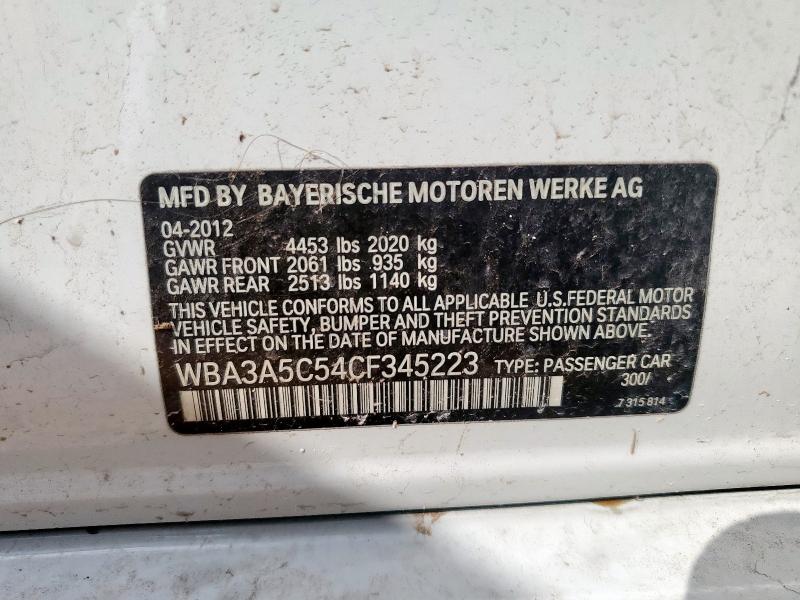 MFD BY BAYERISCHE MOTOREN WERKE AG
04-2012
GVWR 4453 lbs 2020 kg
GAWR FRONT 2061 lbs 935 kg
GAWR REAR 2513 lbs 1140 kg
THIS VEHICLE CONFORMS TO ALL APPLICABLE U.S.FEDERAL MOTOR
VEHICLE SAFETY, BUMPER AND THEFT PREVENTION STANDARDS
IN EFFECT ON THE DATE OF MANUFACTURE SHOWN ABOVE.
WBA3A5C54CF345223 TYPE: PASSENGER CAR
300/
7 315 814